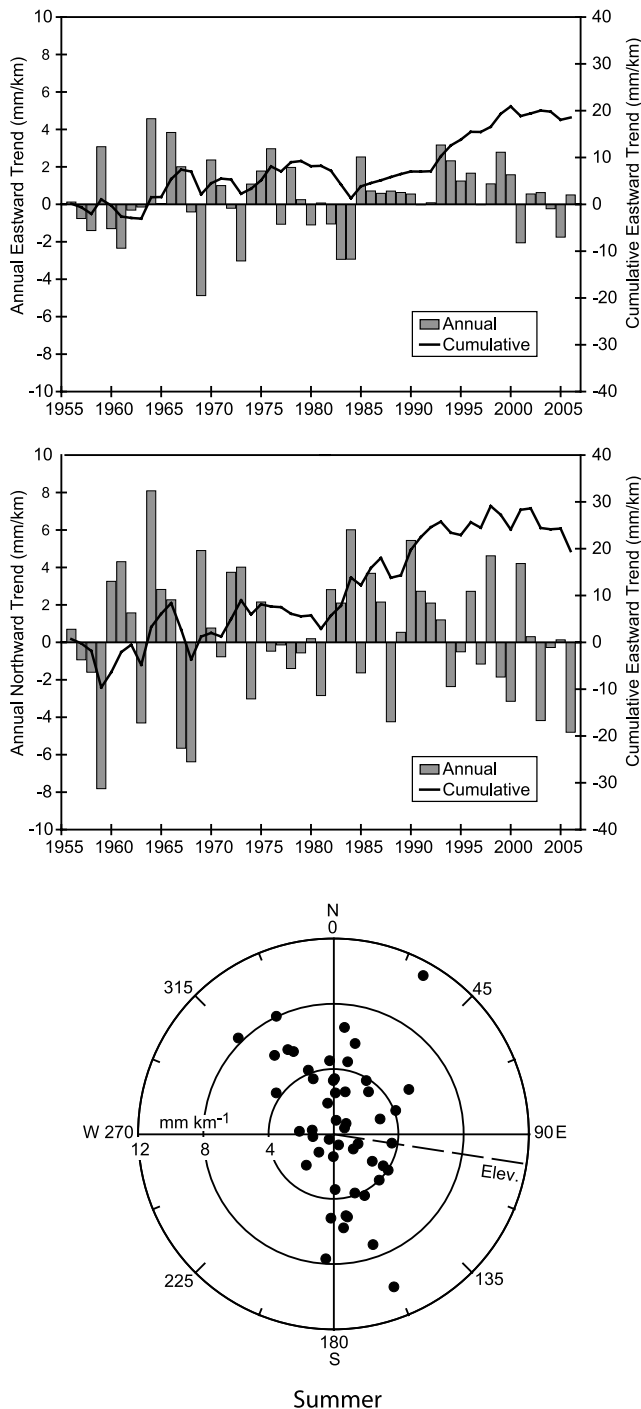 Annual Eastward Trend (mm/km)
10
8
6
4
2
0
-2
-4
-6
-8
-10
40
30
20
10
0
-10
-20
-30
-40
Cumulative Eastward Trend (mm/km)
Annual
Cumulative
1955 1960 1965 1970 1975 1980 1985 1990 1995 2000 2005
Annual Northward Trend (mm/km)
10
8
6
4
2
0
-2
-4
-6
-8
-10
40
30
20
10
0
-10
-20
-30
-40
Cumulative Eastward Trend (mm/km)
Annual
Cumulative
1955 1960 1965 1970 1975 1980 1985 1990 1995 2000 2005
N
0
315
45
mm km-1
W 270
90 E
12 8 4
Elev.
225
135
180
S
Summer